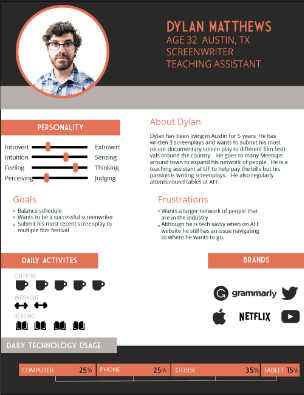 DYLAN MATTHEWS
AGE 32 AUSTIN, TX
SCREENWRITER
TEACHING ASSISTANT
PERSONALITY
Introvert Extrovert
Intuition Sensing
Feeling Thinking
Perceiving Judging
About Dylan
Dylan has been living in Austin for 5 years. He has
written 3 screenplays and wants to submit his most
recent documentary screen play to different film festi-
vals around the country. He goes to many Meetups
around town to expand his network of people. He is a
teaching assistant at UT to help pay the bills but his
passion is writing screenplays. He also regularly
attends round tables at AFF.
Goals
Balance schedule
Wants to be a successful screenwriter
Submit his most recent screenplay to
multiple film festival
Frustrations
Wants a larger network of people that
are in the industry
Although he is tech savvy when on AFF
website he still has an issue navigating
to where he wants to go.
DAILY ACTIVITES
CAFFEINE
WORKOUT
READING
BRANDS
grammarly
NETFLIX
DAILY TECHNOLOGY USAGE
COMPUTER 25% PHONE 25% OTHER 35% TABLET 15%